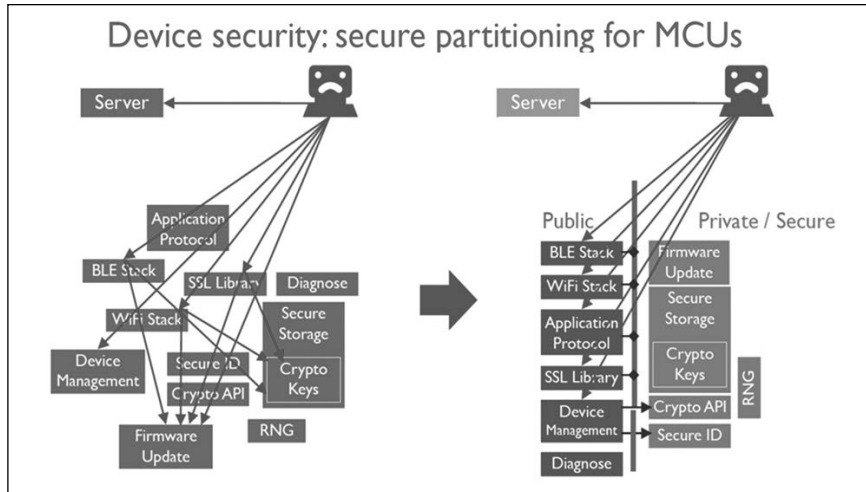 Device security: secure partitioning for MCUs
Server
Application
Protocol
BLE Stack
SSL Library
Diagnose
WiFi Stack
Secure
Storage
Device
Management
Secure ID
Crypto
Keys
Crypto API
RNG
Firmware
Update
Server
Public
Private / Secure
BLE Stack
Firmware
Update
WiFi Stack
Secure
Storage
Application
Protocol
Crypto
Keys
SSL Library
RNG
Device
Management
Crypto API
Secure ID
Diagnose